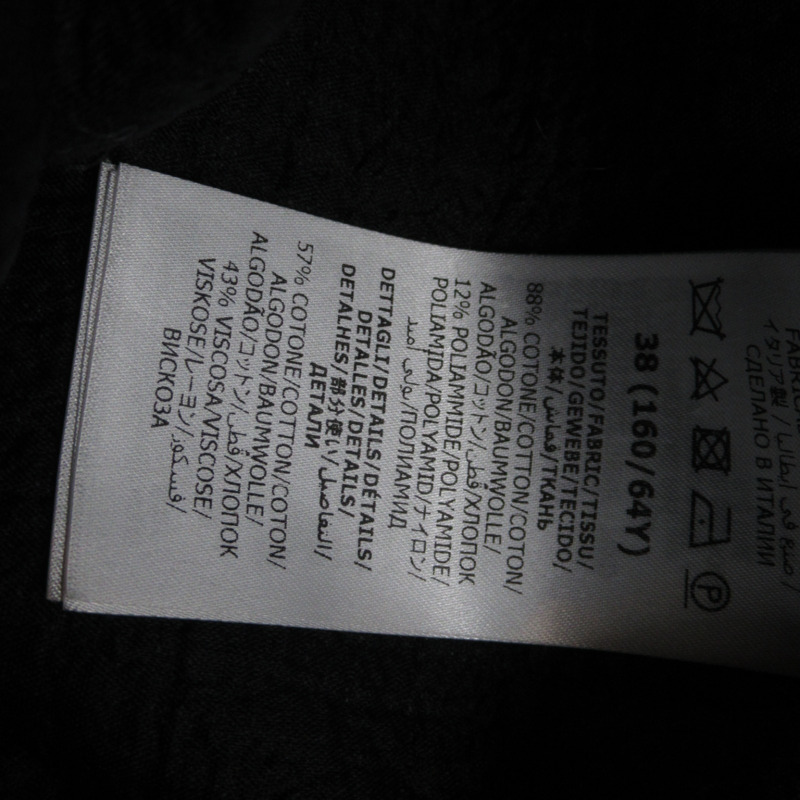 イタリア製 / صنع في إيطاليا /
СДЕЛАНО В ИТАЛИИ
38 (160/64Y)
TESSUTO/FABRIC/TISSU/
TEJIDO/GEWEBE/TECIDO/
本体/قماش/ТКАНЬ
88% COTONE/COTTON/COTON/
ALGODON/BAUMWOLLE/
ALGODÃO/コットン/قطن/ХЛОПОК
12% POLIAMMIDE/POLYAMIDE/
POLIAMIDA/POLYAMID/ナイロン/
ПОЛИАМИД
DETTAGLI/DETAILS/DÉTAILS/
DETALLES/DETAILS/
DETALHES/部分使い/التفاصيل/
ДЕТАЛИ
57% COTONE/COTTON/COTON/
ALGODON/BAUMWOLLE/
ALGODÃO/コットン/قطن/ХЛОПОК
43% VISCOSA/VISCOSE/
VISKOSE/レーヨン/فسكوز/
ВИСКОЗА